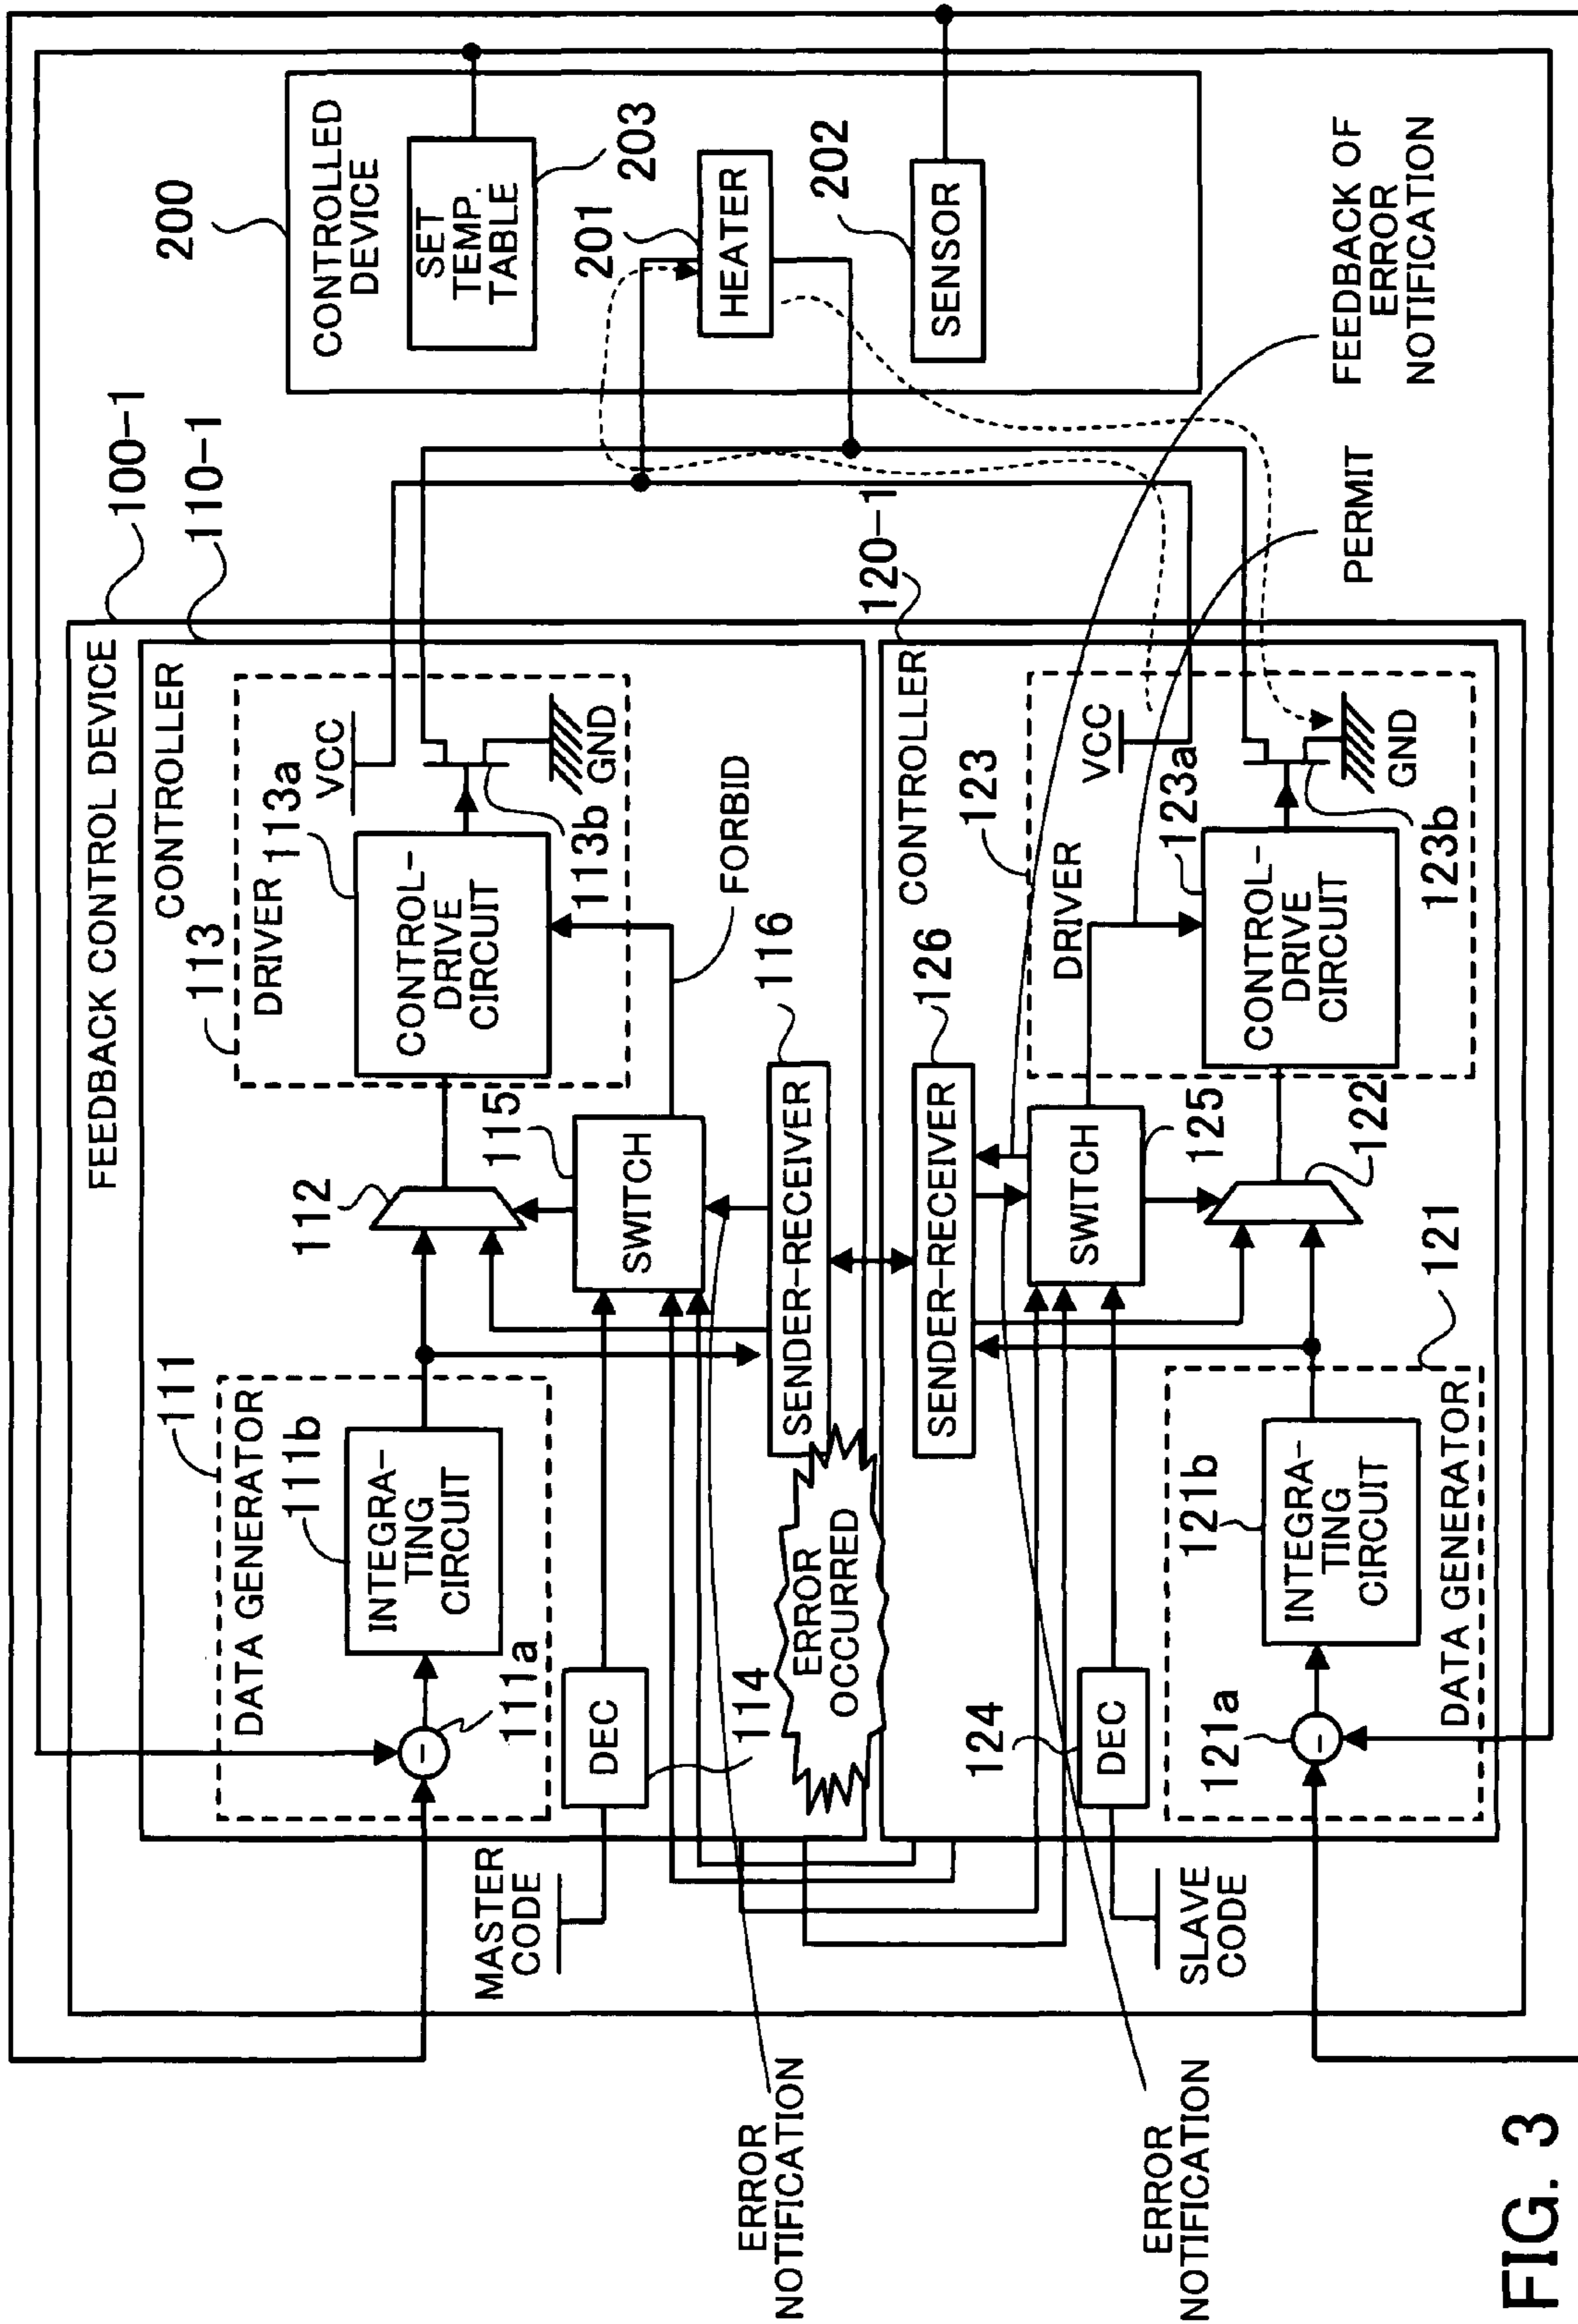 FEEDBACK CONTROL DEVICE
100-1
CONTROLLER
110-1
111
DATA GENERATOR
111b
INTEGRA-
TING
CIRCUIT
-
111a
112
113
DRIVER
113a
CONTROL-
DRIVE
CIRCUIT
VCC
113b
GND
MASTER
CODE
DEC
114
115
SWITCH
FORBID
116
SENDER-RECEIVER
ERROR
NOTIFICATION
ERROR
OCCURRED
200
CONTROLLED
DEVICE
SET
TEMP.
TABLE
203
201
HEATER
202
SENSOR
CONTROLLER
120-1
126
SENDER-RECEIVER
SWITCH
125
124
DEC
SLAVE
CODE
ERROR
NOTIFICATION
123
DRIVER
VCC
123a
CONTROL-
DRIVE
CIRCUIT
123b
GND
122
121
121b
INTEGRA-
TING
CIRCUIT
-
121a
DATA GENERATOR
FEEDBACK OF
ERROR
NOTIFICATION
PERMIT
FIG. 3